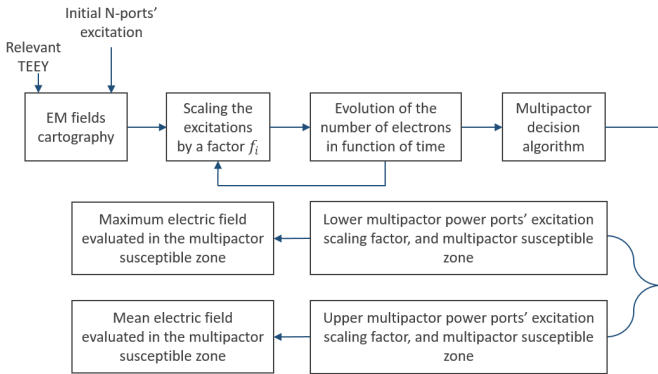 Initial N-ports'
excitation
Relevant
TEEY
EM fields
cartography
Scaling the
excitations
by a factor fᵢ
Evolution of the
number of electrons
in function of time
Multipactor
decision
algorithm
Maximum electric field
evaluated in the multipactor
susceptible zone
Lower multipactor power ports' excitation
scaling factor, and multipactor susceptible
zone
Mean electric field
evaluated in the multipactor
susceptible zone
Upper multipactor power ports' excitation
scaling factor, and multipactor susceptible
zone